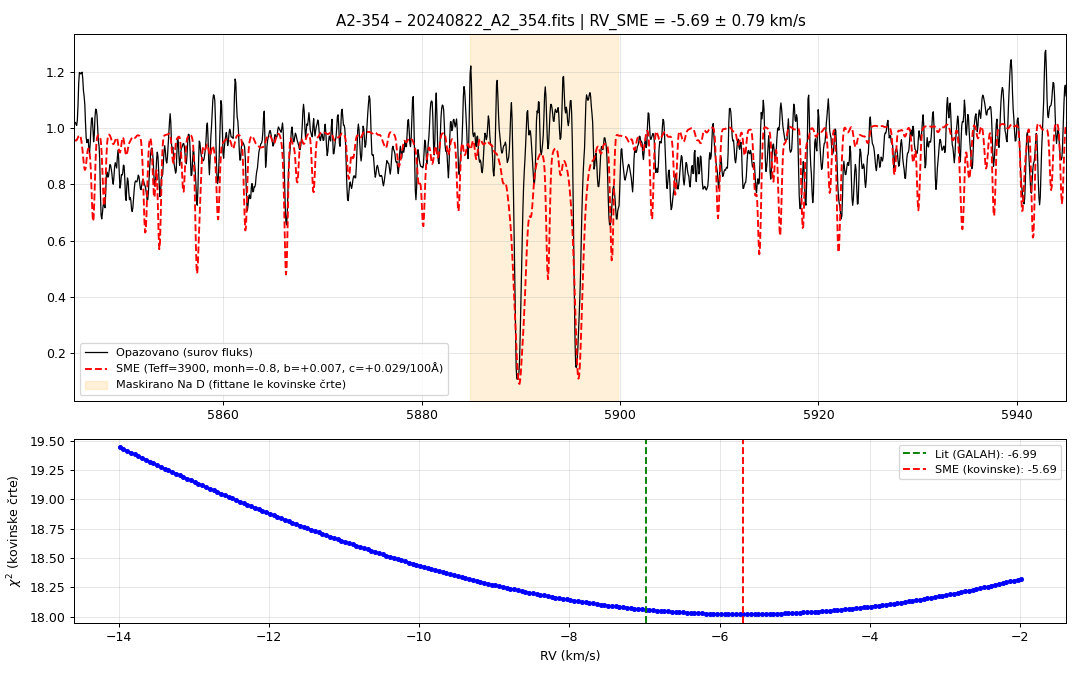 A2-354 – 20240822_A2_354.fits | RV_SME = -5.69 ± 0.79 km/s
1.2
1.0
0.8
0.6
0.4
0.2
Opazovano (surov fluks)
SME (Teff=3900, monh=-0.8, b=+0.007, c=+0.029/100Å)
Maskirano Na D (fittane le kovinske črte)
5860 5880 5900 5920 5940
19.50
19.25
19.00
18.75
18.50
18.25
18.00
χ² (kovinske črte)
Lit (GALAH): -6.99
SME (kovinske): -5.69
−14 −12 −10 −8 −6 −4 −2
RV (km/s)